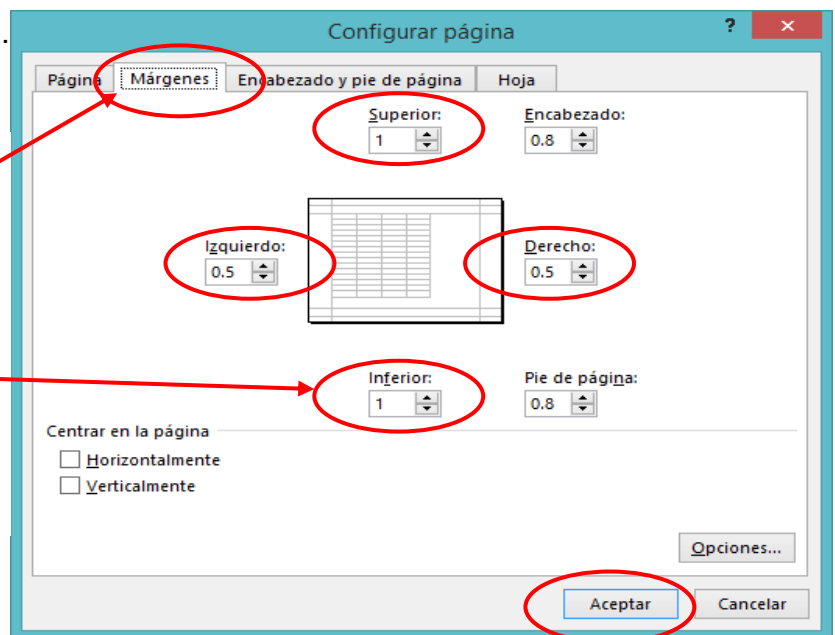 .
Configurar página ? ×
Página Márgenes Encabezado y pie de página Hoja
Superior: Encabezado:
1 0.8
Izquierdo: Derecho:
0.5 0.5
Inferior: Pie de página:
1 0.8
Centrar en la página
Horizontalmente
Verticalmente
Opciones...
Aceptar Cancelar